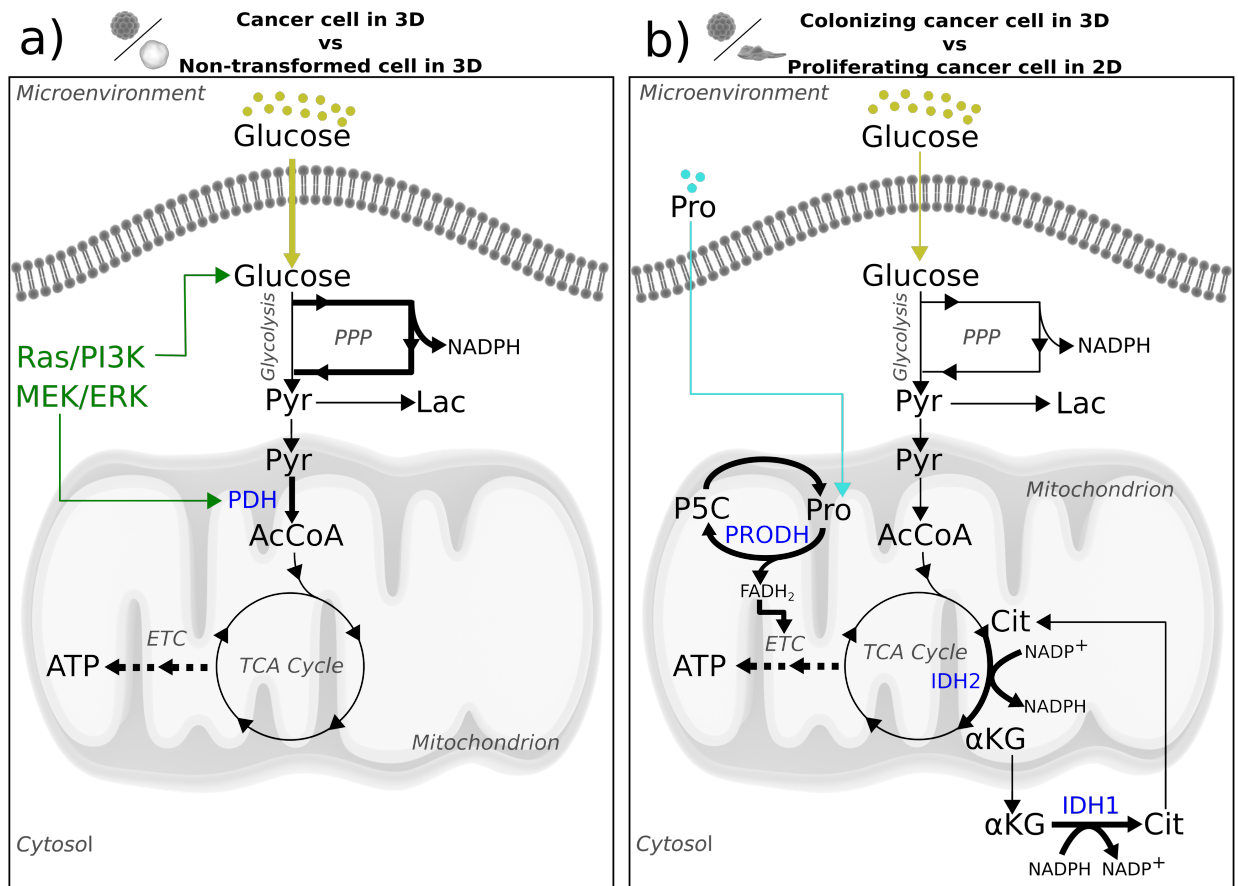 a)
Cancer cell in 3D
vs
Non-transformed cell in 3D
Microenvironment
Glucose
Glucose
Glycolysis
PPP
NADPH
Ras/PI3K
MEK/ERK
Pyr
Lac
Pyr
PDH
AcCoA
ETC
ATP
TCA Cycle
Mitochondrion
Cytosol
b)
Colonizing cancer cell in 3D
vs
Proliferating cancer cell in 2D
Microenvironment
Glucose
Pro
Glucose
Glycolysis
PPP
NADPH
Pyr
Lac
Pyr
Mitochondrion
P5C
Pro
PRODH
AcCoA
FADH₂
Cit
ETC
NADP⁺
ATP
TCA Cycle
IDH2
NADPH
αKG
IDH1
αKG
Cit
NADPH
NADP⁺
Cytosol